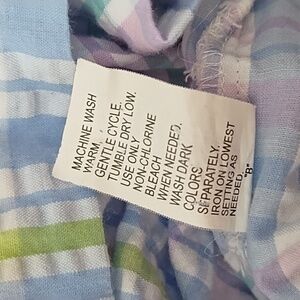 MACHINE WASH
WARM,
GENTLE CYCLE.
TUMBLE DRY LOW.
USE ONLY
NON-CHLORINE
BLEACH
WHEN NEEDED.
WASH DARK
COLORS
SEPARATELY.
IRON ON LOWEST
SETTING AS
NEEDED.
"B"